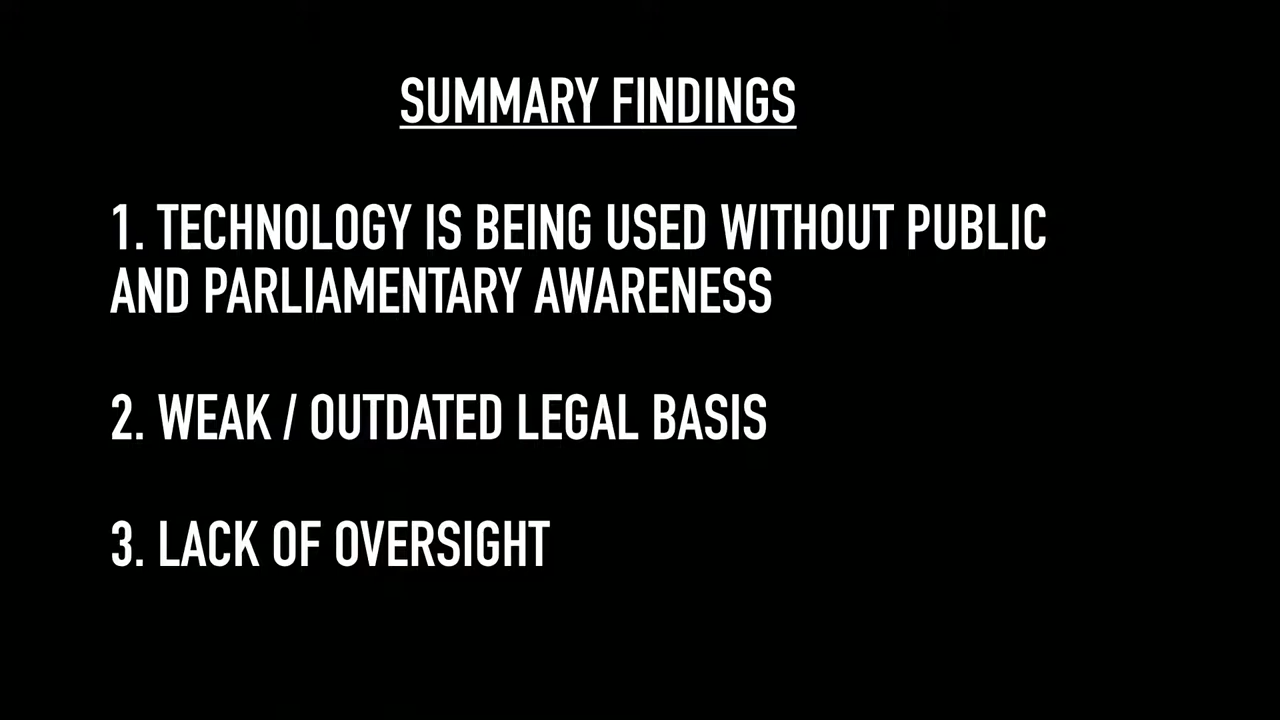 SUMMARY FINDINGS
1. TECHNOLOGY IS BEING USED WITHOUT PUBLIC
AND PARLIAMENTARY AWARENESS
2. WEAK / OUTDATED LEGAL BASIS
3. LACK OF OVERSIGHT